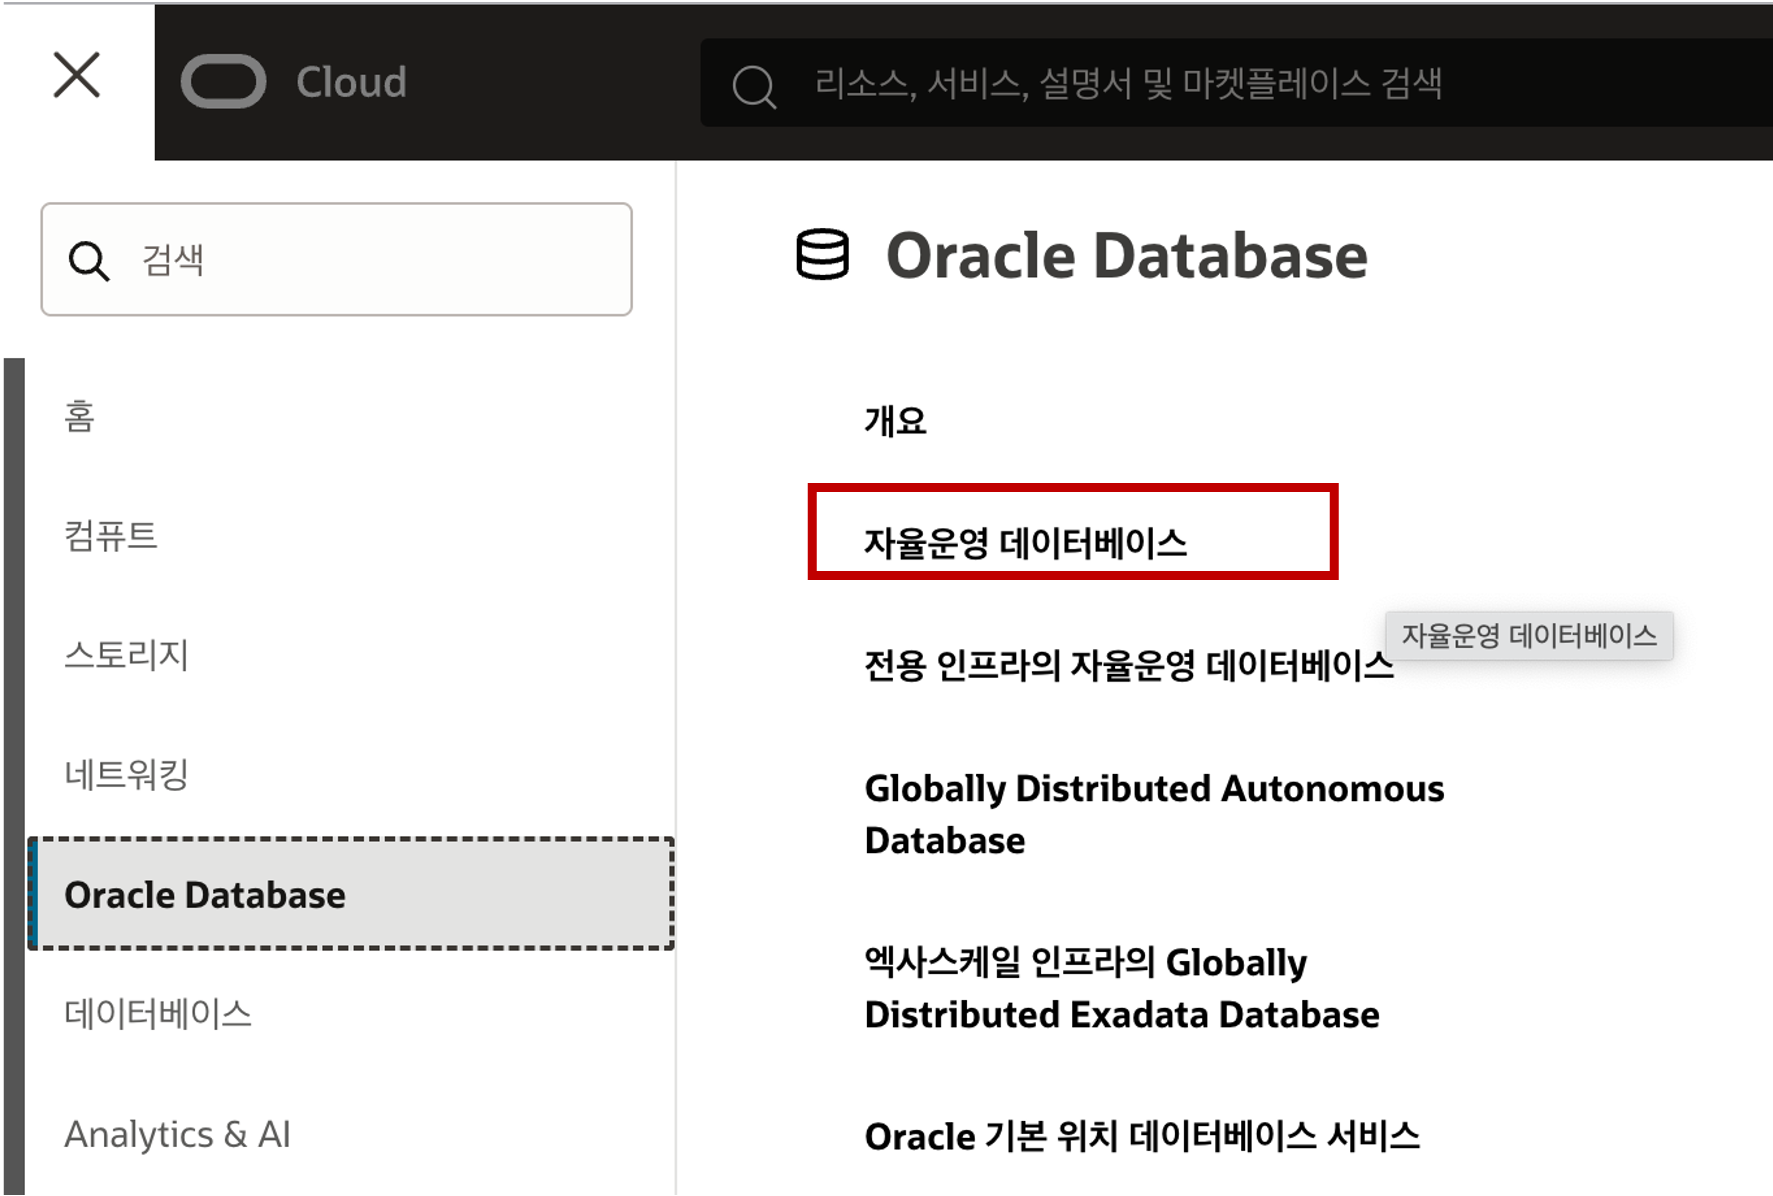 Cloud
리소스, 서비스, 설명서 및 마켓플레이스 검색
검색
홈
컴퓨트
스토리지
네트워킹
Oracle Database
데이터베이스
Analytics & AI
Oracle Database
개요
자율운영 데이터베이스
자율운영 데이터베이스
전용 인프라의 자율운영 데이터베이스
Globally Distributed Autonomous
Database
엑사스케일 인프라의 Globally
Distributed Exadata Database
Oracle 기본 위치 데이터베이스 서비스